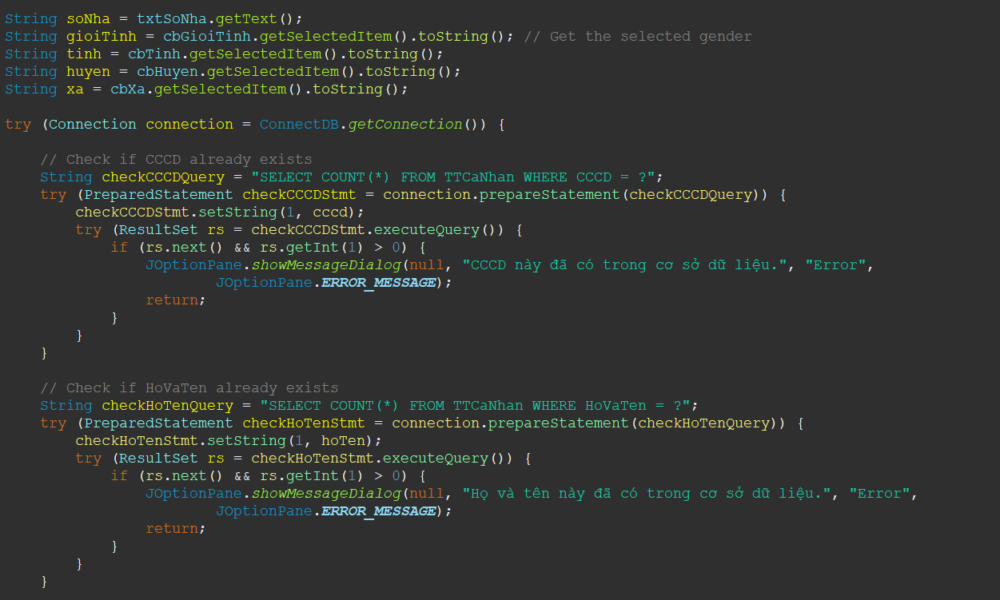 String soNha = txtSoNha.getText();
String gioiTinh = cbGioiTinh.getSelectedItem().toString(); // Get the selected gender
String tinh = cbTinh.getSelectedItem().toString();
String huyen = cbHuyen.getSelectedItem().toString();
String xa = cbXa.getSelectedItem().toString();

try (Connection connection = ConnectDB.getConnection()) {

    // Check if CCCD already exists
    String checkCCCDQuery = "SELECT COUNT(*) FROM TTCaNhan WHERE CCCD = ?";
    try (PreparedStatement checkCCCDStmt = connection.prepareStatement(checkCCCDQuery)) {
        checkCCCDStmt.setString(1, cccd);
        try (ResultSet rs = checkCCCDStmt.executeQuery()) {
            if (rs.next() && rs.getInt(1) > 0) {
                JOptionPane.showMessageDialog(null, "CCCD này đã có trong cơ sở dữ liệu.", "Error",
                        JOptionPane.ERROR_MESSAGE);
                return;
            }
        }
    }

    // Check if HoVaTen already exists
    String checkHoTenQuery = "SELECT COUNT(*) FROM TTCaNhan WHERE HoVaTen = ?";
    try (PreparedStatement checkHoTenStmt = connection.prepareStatement(checkHoTenQuery)) {
        checkHoTenStmt.setString(1, hoTen);
        try (ResultSet rs = checkHoTenStmt.executeQuery()) {
            if (rs.next() && rs.getInt(1) > 0) {
                JOptionPane.showMessageDialog(null, "Họ và tên này đã có trong cơ sở dữ liệu.", "Error",
                        JOptionPane.ERROR_MESSAGE);
                return;
            }
        }
    }